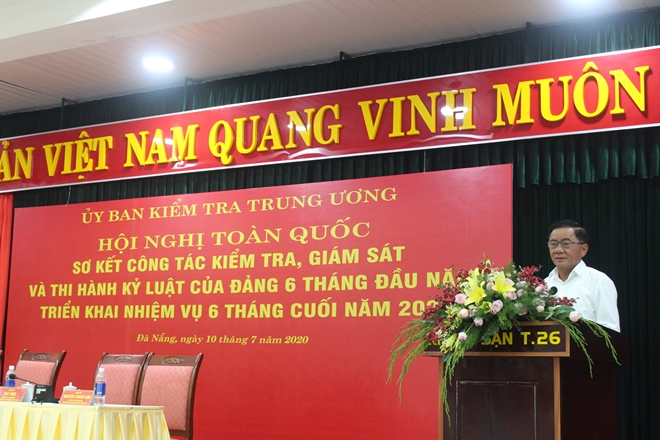 ẢN VIỆT NAM QUANG VINH MUÔN
ỦY BAN KIỂM TRA TRUNG ƯƠNG
HỘI NGHỊ TOÀN QUỐC
SƠ KẾT CÔNG TÁC KIỂM TRA, GIÁM SÁT
VÀ THI HÀNH KỶ LUẬT CỦA ĐẢNG 6 THÁNG ĐẦU NĂ
TRIỂN KHAI NHIỆM VỤ 6 THÁNG CUỐI NĂM 20
Đà Nẵng, ngày 10 tháng 7 năm 2020
SẠN T.26